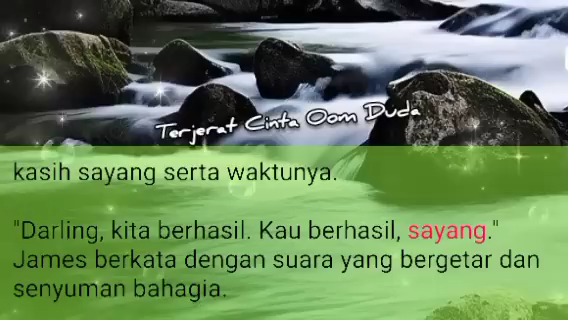 Terjerat Cinta Oom Duda
kasih sayang serta waktunya.
"Darling, kita berhasil. Kau berhasil, sayang."
James berkata dengan suara yang bergetar dan
senyuman bahagia.